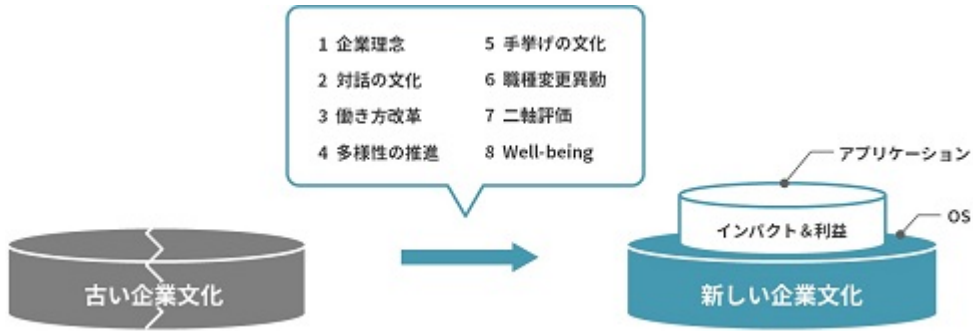 1 企業理念
2 対話の文化
3 働き方改革
4 多様性の推進
5 手挙げの文化
6 職種変更異動
7 二軸評価
8 Well-being
アプリケーション
OS
インパクト＆利益
古い企業文化
新しい企業文化